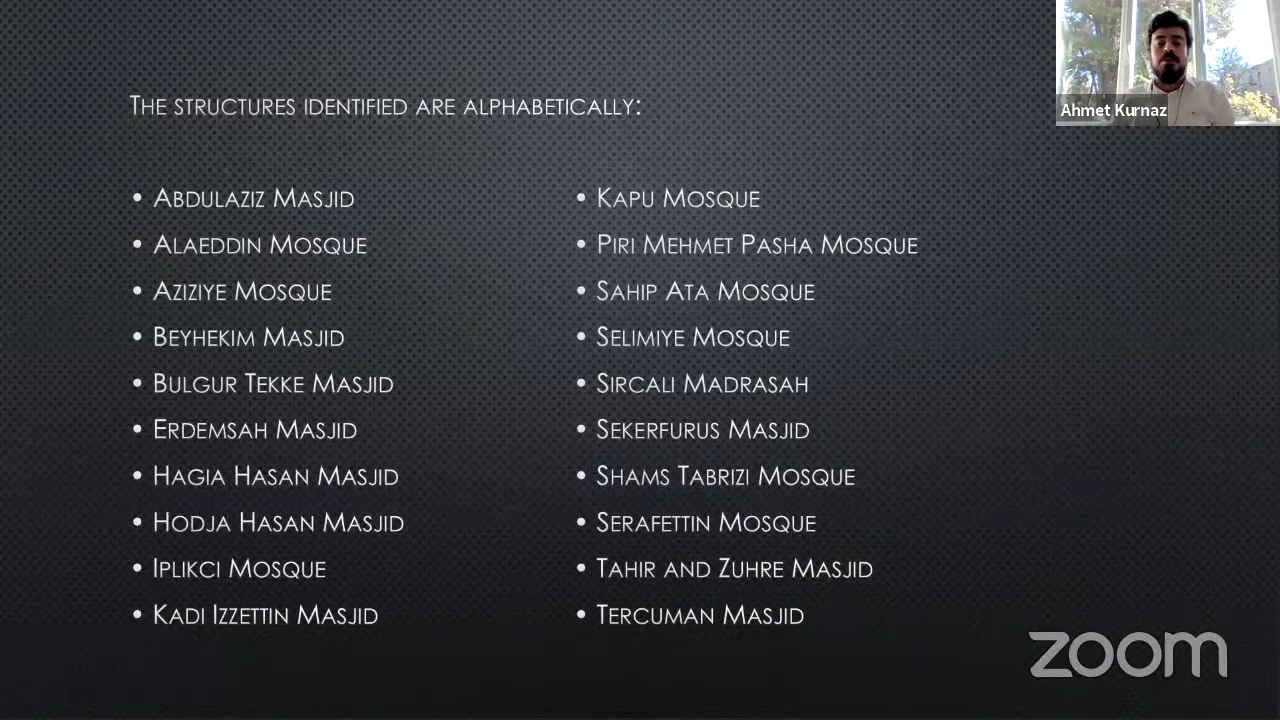 THE STRUCTURES IDENTIFIED ARE ALPHABETICALLY:
• ABDULAZIZ MASJID
• ALAEDDIN MOSQUE
• AZIZIYE MOSQUE
• BEYHEKIM MASJID
• BULGUR TEKKE MASJID
• ERDEMSAH MASJID
• HAGIA HASAN MASJID
• HODJA HASAN MASJID
• IPLIKCI MOSQUE
• KADI IZZETTIN MASJID
• KAPU MOSQUE
• PIRI MEHMET PASHA MOSQUE
• SAHIP ATA MOSQUE
• SELIMIYE MOSQUE
• SIRCALI MADRASAH
• SEKERFURUS MASJID
• SHAMS TABRIZI MOSQUE
• SERAFETTIN MOSQUE
• TAHIR AND ZUHRE MASJID
• TERCUMAN MASJID
Ahmet Kurnaz
zoom